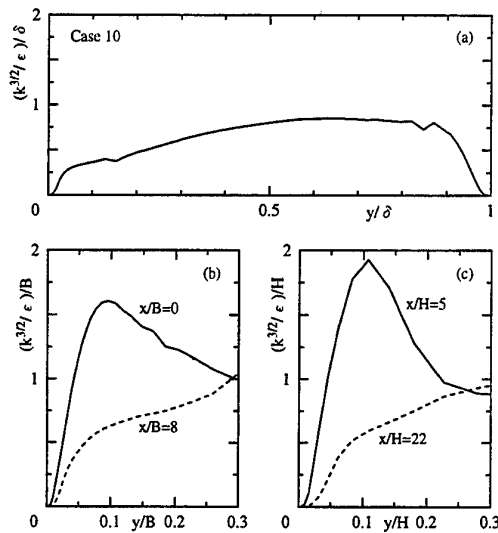 2
Case 10
(a)
(k^3/2/ε)/δ
1
0
0.5
y/δ
1
2
(b)
x/B=0
(k^3/2/ε)/B
1
x/B=8
0
0.1
y/B
0.2
0.3
2
(c)
x/H=5
(k^3/2/ε)/H
1
x/H=22
0
0.1
y/H
0.2
0.3